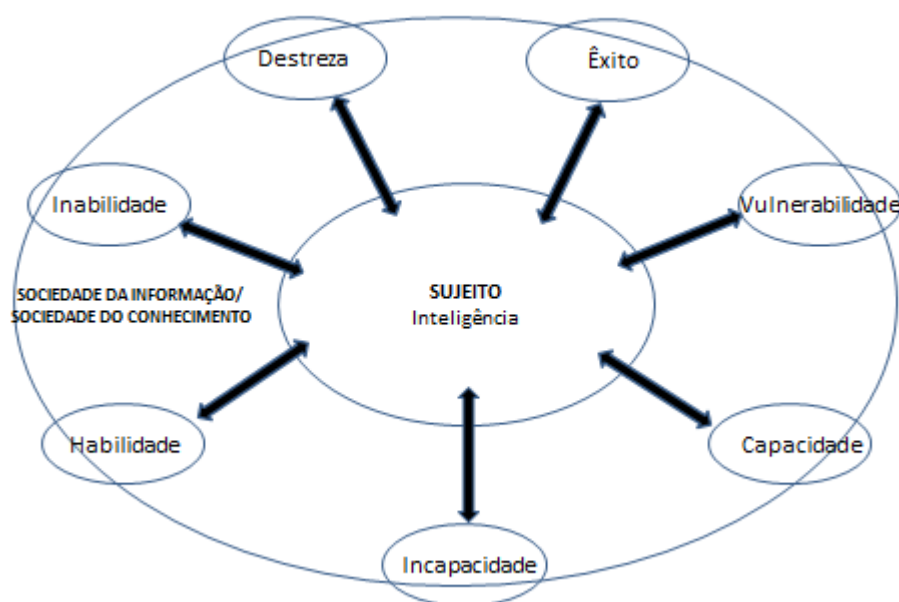 Destreza
Êxito
Inabilidade
Vulnerabilidade
SOCIEDADE DA INFORMAÇÃO/
SOCIEDADE DO CONHECIMENTO
SUJEITO
Inteligência
Habilidade
Capacidade
Incapacidade